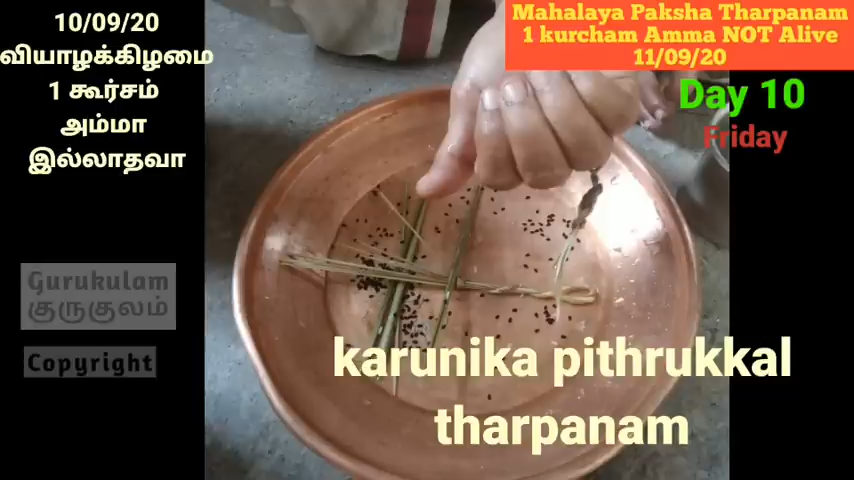 10/09/20
வியாழக்கிழமை
1 கூர்சம்
அம்மா
இல்லாதவா
Mahalaya Paksha Tharpanam
1 kurcham Amma NOT Alive
11/09/20
Day 10
Friday
Gurukulam
குருகுலம்
Copyright
karunika pithrukkal
tharpanam